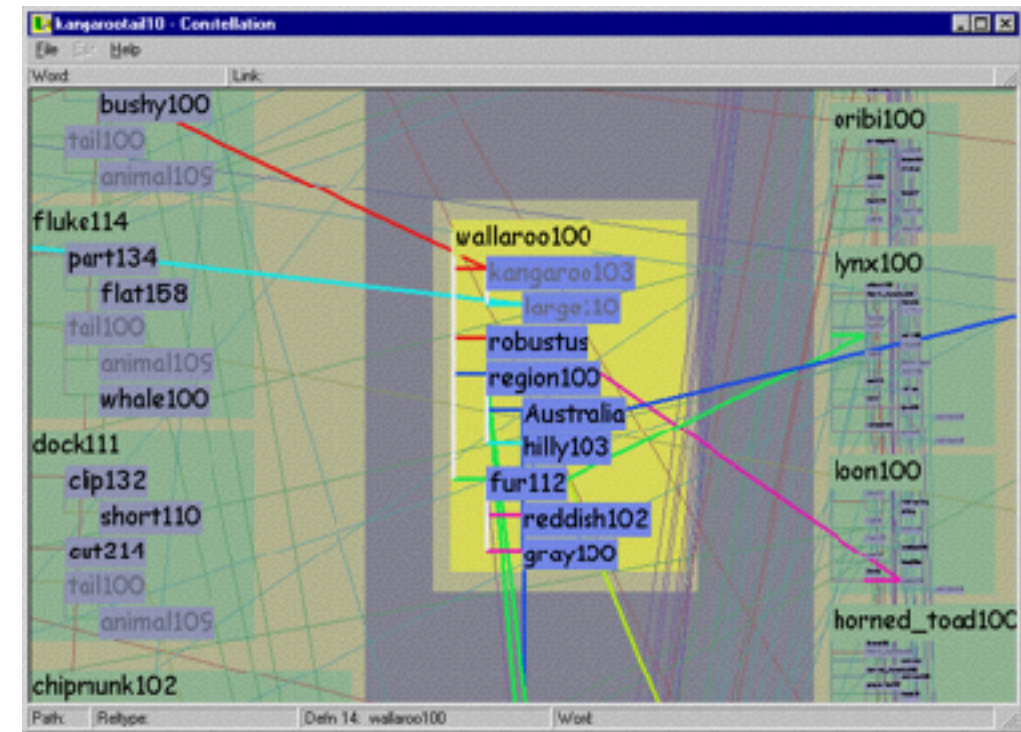 kangarootail10 - Constellation
File Edit Help
Word: Link:
bushy100
tail100
animal109
fluke114
part134
flat158
tail100
animal109
whale100
dock111
clip132
short110
cut214
tail100
animal109
chipmunk102
wallaroo100
kangaroo103
large110
robustus
region100
Australia
hilly103
fur112
reddish102
gray100
oribi100
lynx100
loon100
horned_toad100
Path: Reltype: Defn 14: wallaroo100 Word: